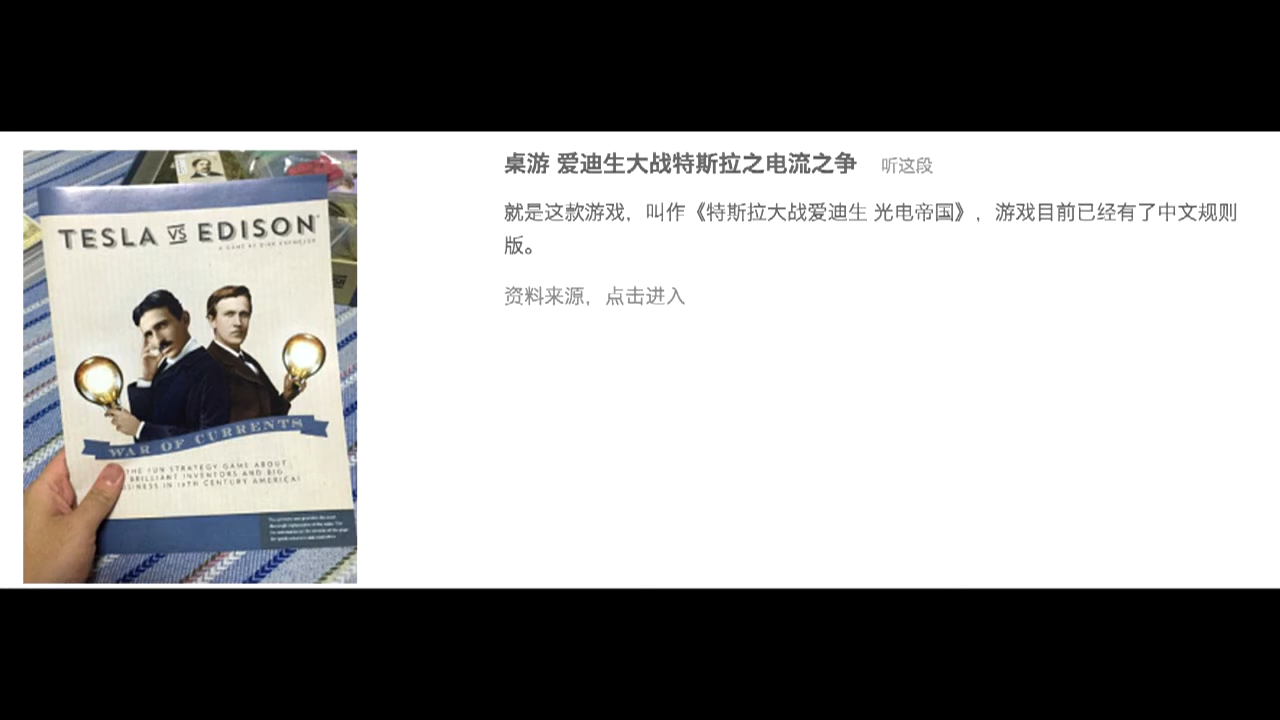 TESLA VS EDISON
WAR OF CURRENTS
THE FUN STRATEGY GAME ABOUT
BRILLIANT INVENTORS AND BIG
BUSINESS IN 19TH CENTURY AMERICA!
桌游 爱迪生大战特斯拉之电流之争 听这段
就是这款游戏，叫作《特斯拉大战爱迪生 光电帝国》，游戏目前已经有了中文规则
版。
资料来源，点击进入